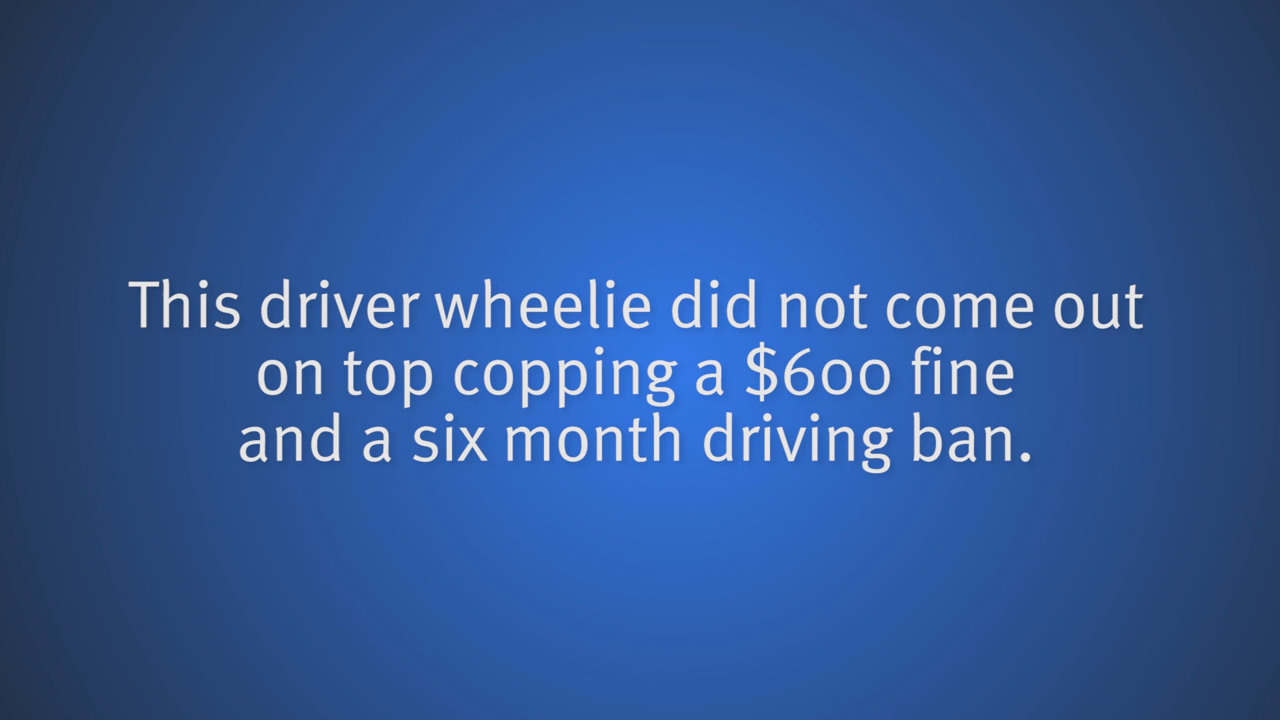 This driver wheelie did not come out
on top copping a $600 fine
and a six month driving ban.